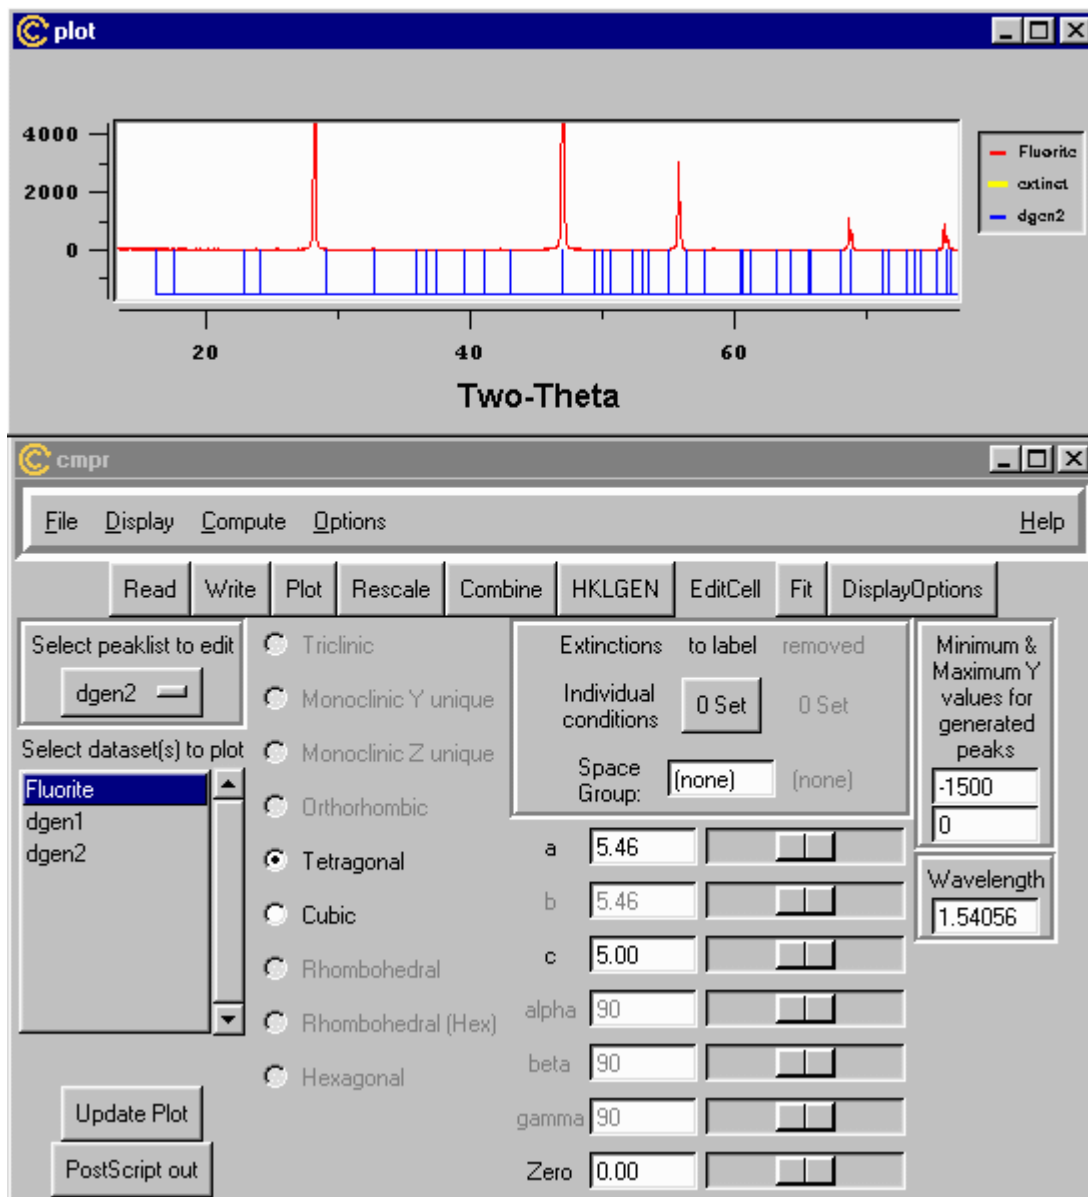 plot
4000
2000
0
Fluorite
extinct
dgen2
20 40 60
Two-Theta
cmpr
File Display Compute Options Help
Read Write Plot Rescale Combine HKLGEN EditCell Fit DisplayOptions
Select peaklist to edit
dgen2
Select dataset(s) to plot
Fluorite
dgen1
dgen2
Update Plot
PostScript out
Triclinic
Monoclinic Y unique
Monoclinic Z unique
Orthorhombic
Tetragonal
Cubic
Rhombohedral
Rhombohedral (Hex)
Hexagonal
Extinctions to label removed
Individual conditions 0 Set 0 Set
Space Group: (none) (none)
a 5.46
b 5.46
c 5.00
alpha 90
beta 90
gamma 90
Zero 0.00
Minimum &
Maximum Y
values for
generated
peaks
-1500
0
Wavelength
1.54056